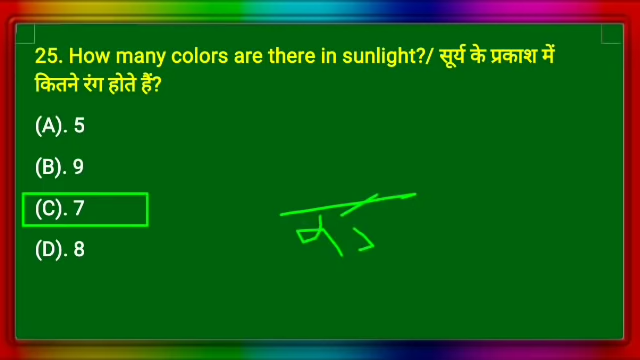 25. How many colors are there in sunlight?/ सूर्य के प्रकाश में
कितने रंग होते हैं?
(A). 5
(B). 9
(C). 7
(D). 8